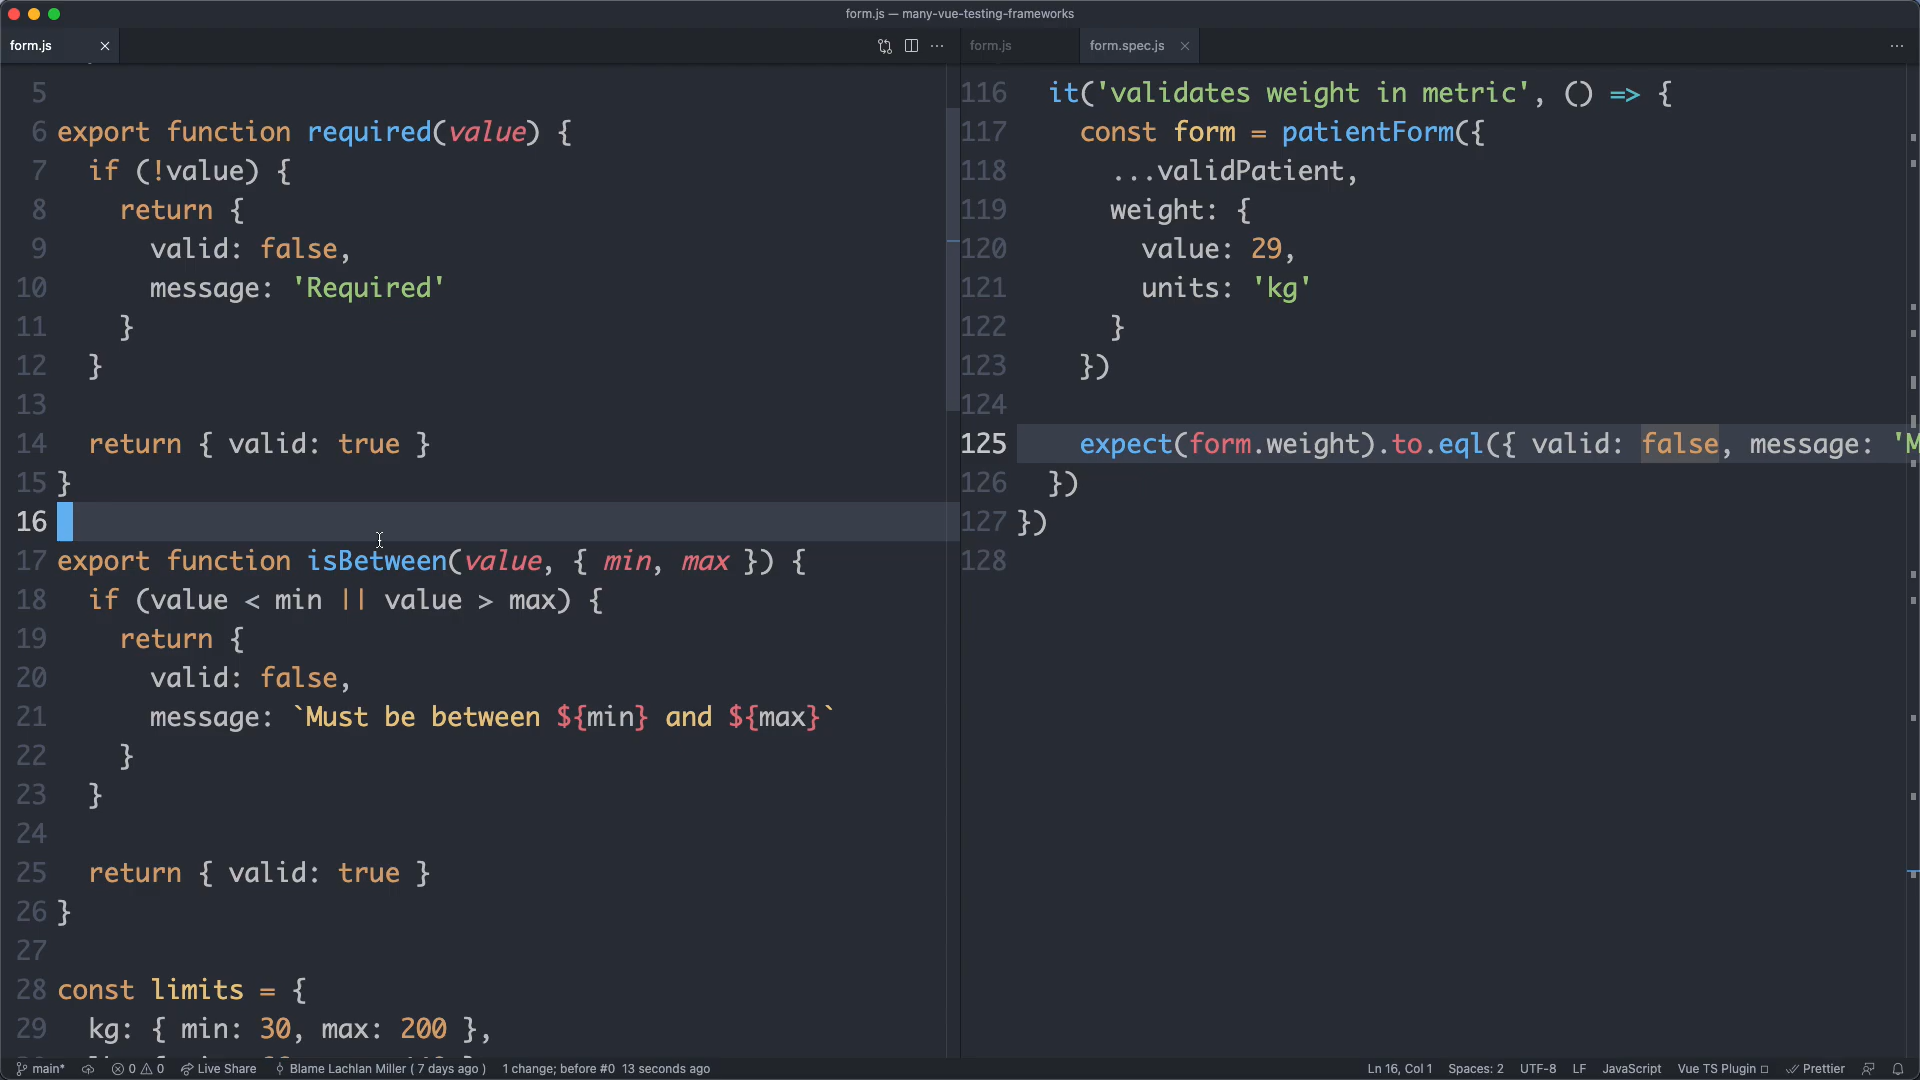 form.js — many-vue-testing-frameworks
form.js
form.js
form.spec.js
5
6 export function required(value) {
7 if (!value) {
8 return {
9 valid: false,
10 message: 'Required'
11 }
12 }
13
14 return { valid: true }
15 }
16
17 export function isBetween(value, { min, max }) {
18 if (value < min || value > max) {
19 return {
20 valid: false,
21 message: `Must be between ${min} and ${max}`
22 }
23 }
24
25 return { valid: true }
26 }
27
28 const limits = {
29 kg: { min: 30, max: 200 },
116 it('validates weight in metric', () => {
117 const form = patientForm({
118 ...validPatient,
119 weight: {
120 value: 29,
121 units: 'kg'
122 }
123 })
124
125 expect(form.weight).to.eql({ valid: false, message: 'M
126 })
127 })
128
main* 0 0 Live Share Blame Lachlan Miller ( 7 days ago ) 1 change; before #0 13 seconds ago Ln 16, Col 1 Spaces: 2 UTF-8 LF JavaScript Vue TS Plugin Prettier